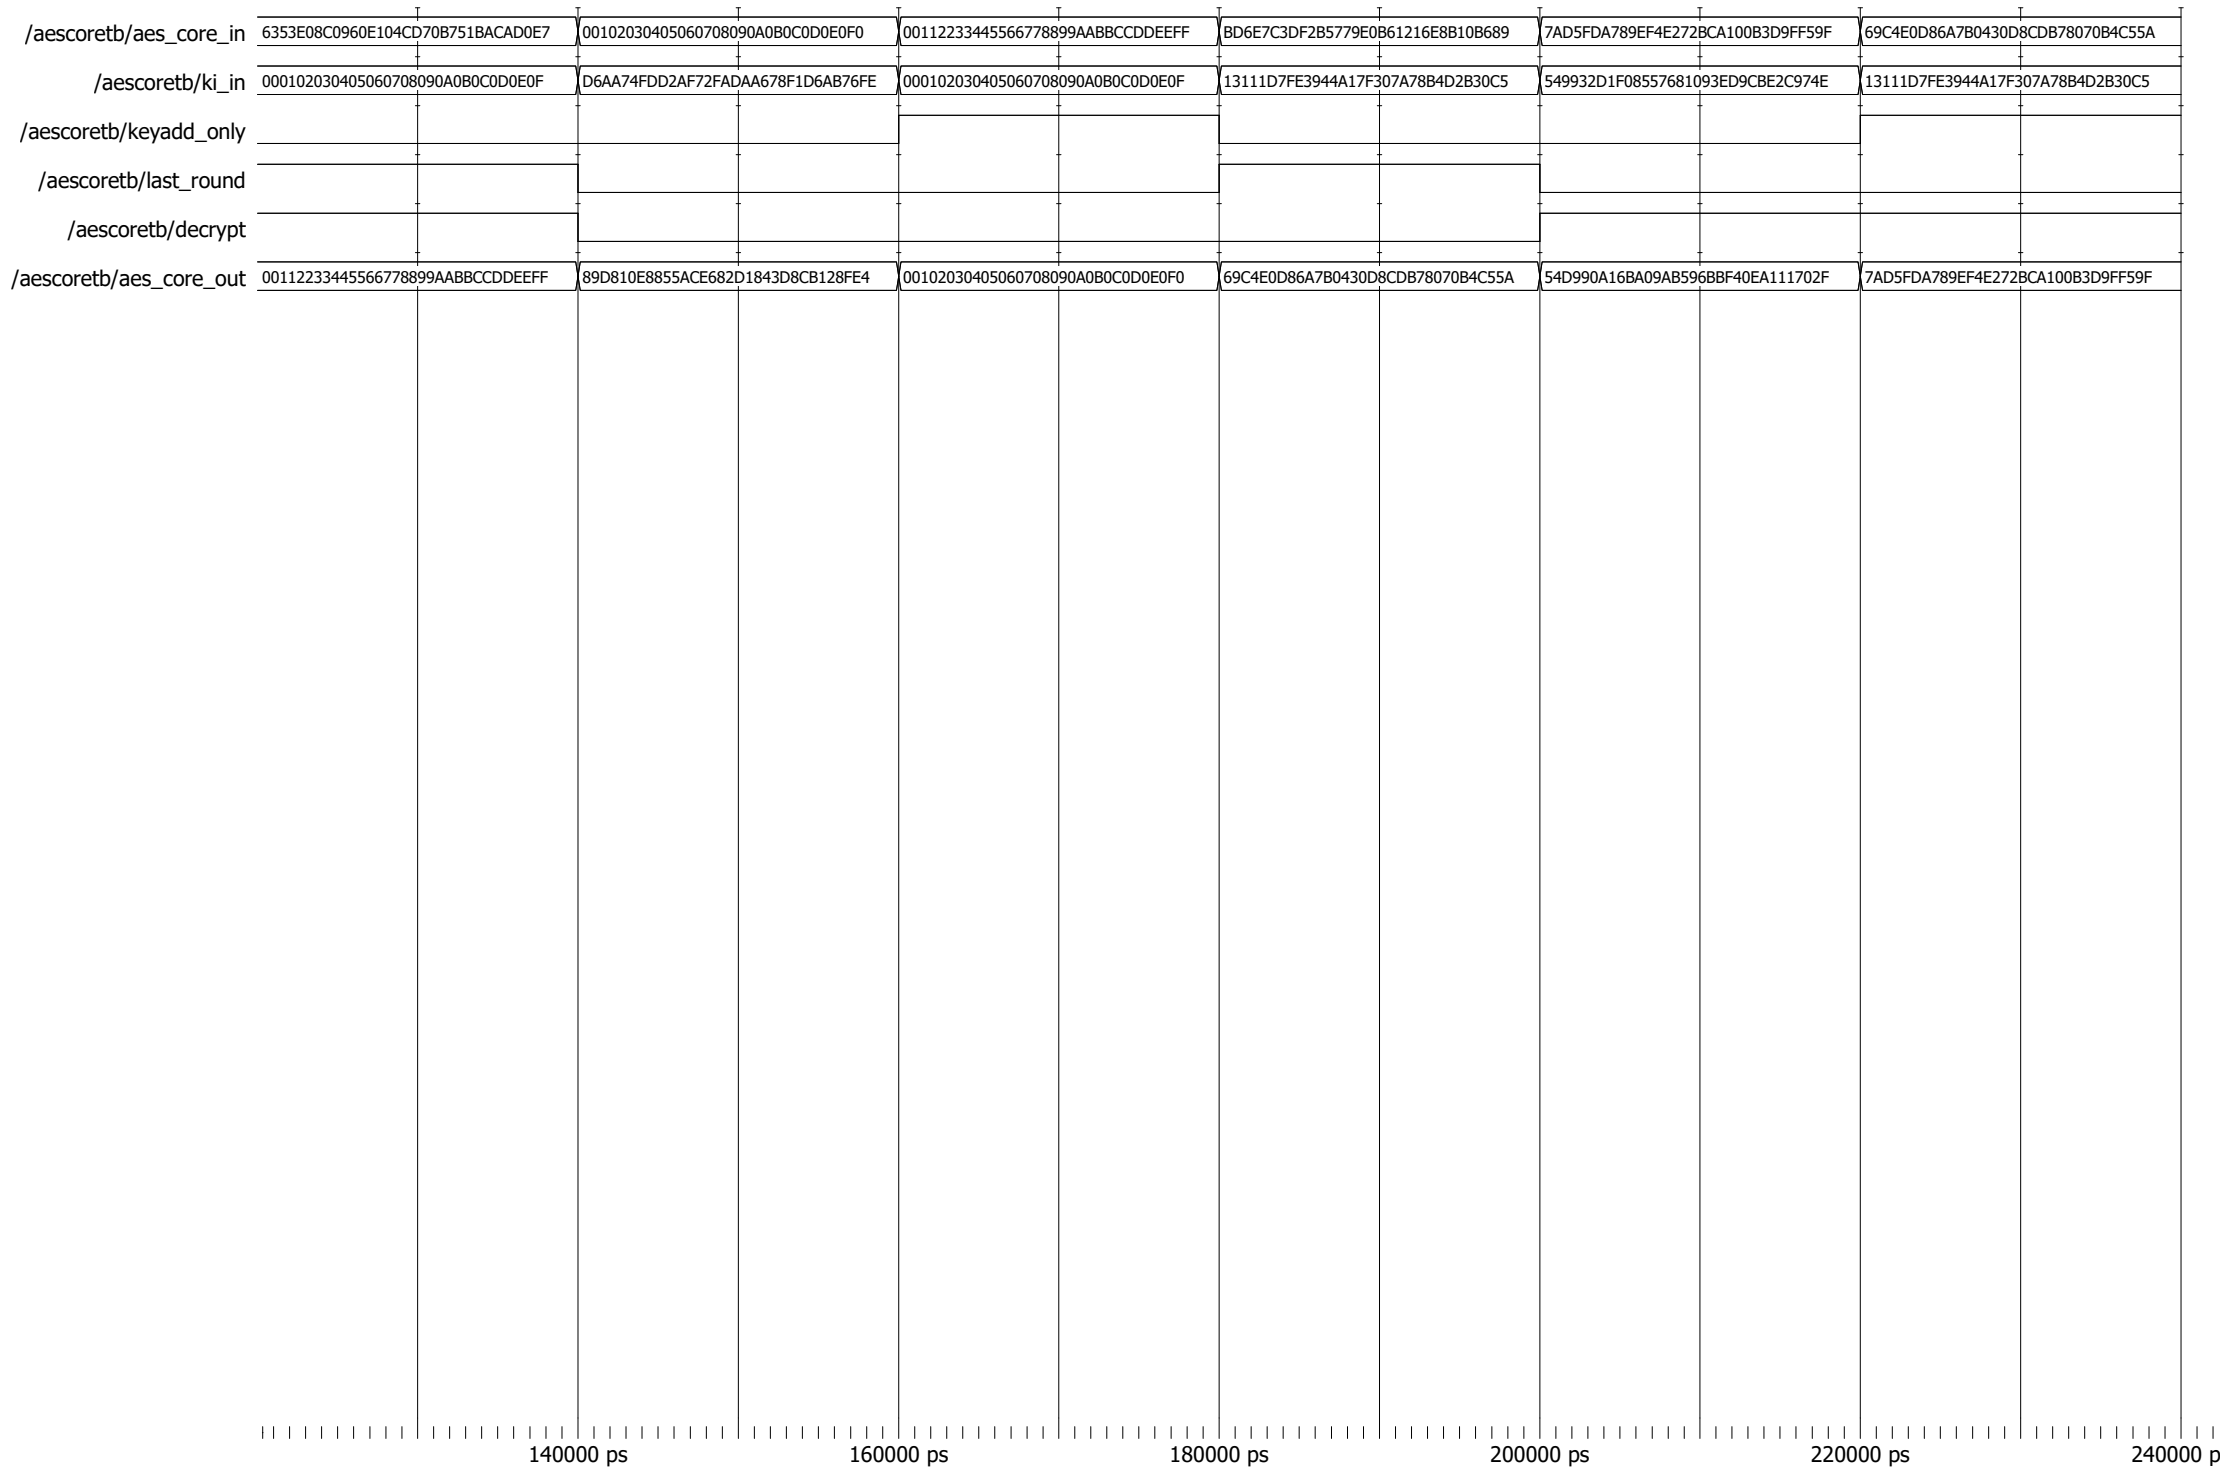 /aescoretb/aes_core_in 6353E08C0960E104CD70B751BACAD0E7 00102030405060708090A0B0C0D0E0F0 00112233445566778899AABBCCDDEEFF BD6E7C3DF2B5779E0B61216E8B10B689 7AD5FDA789EF4E272BCA100B3D9FF59F 69C4E0D86A7B0430D8CDB78070B4C55A
/aescoretb/ki_in 000102030405060708090A0B0C0D0E0F D6AA74FDD2AF72FADAA678F1D6AB76FE 000102030405060708090A0B0C0D0E0F 13111D7FE3944A17F307A78B4D2B30C5 549932D1F08557681093ED9CBE2C974E 13111D7FE3944A17F307A78B4D2B30C5
/aescoretb/keyadd_only
/aescoretb/last_round
/aescoretb/decrypt
/aescoretb/aes_core_out 00112233445566778899AABBCCDDEEFF 89D810E8855ACE682D1843D8CB128FE4 00102030405060708090A0B0C0D0E0F0 69C4E0D86A7B0430D8CDB78070B4C55A 54D990A16BA09AB596BBF40EA111702F 7AD5FDA789EF4E272BCA100B3D9FF59F
140000 ps 160000 ps 180000 ps 200000 ps 220000 ps 240000 p